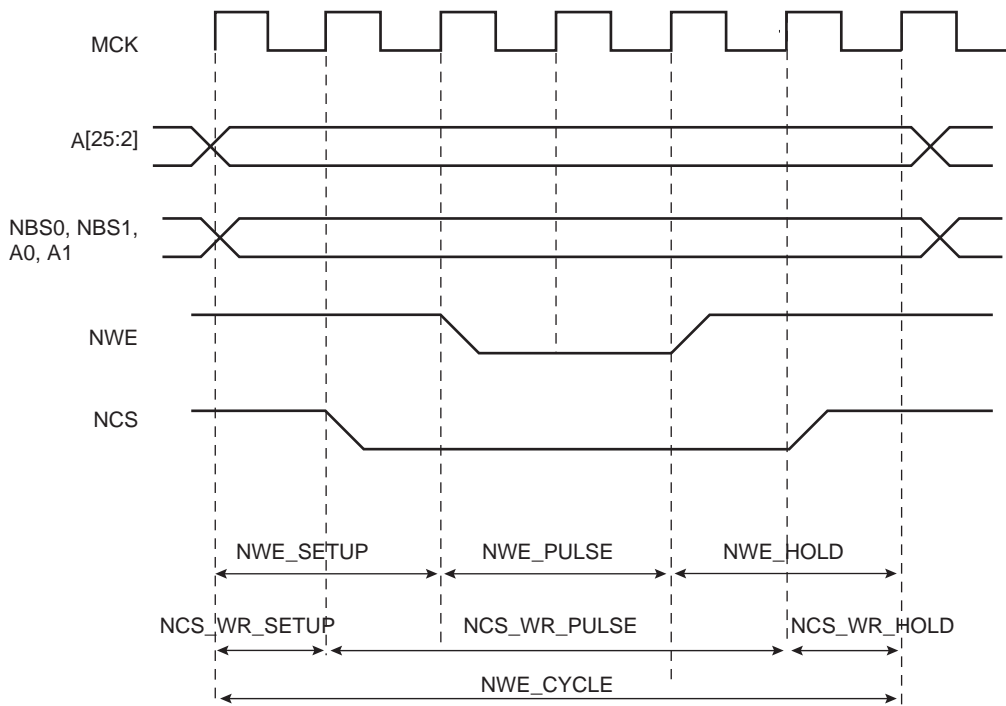 MCK
A[25:2]
NBS0, NBS1,
A0, A1
NWE
NCS
NWE_SETUP NWE_PULSE NWE_HOLD
NCS_WR_SETUP NCS_WR_PULSE NCS_WR_HOLD
NWE_CYCLE